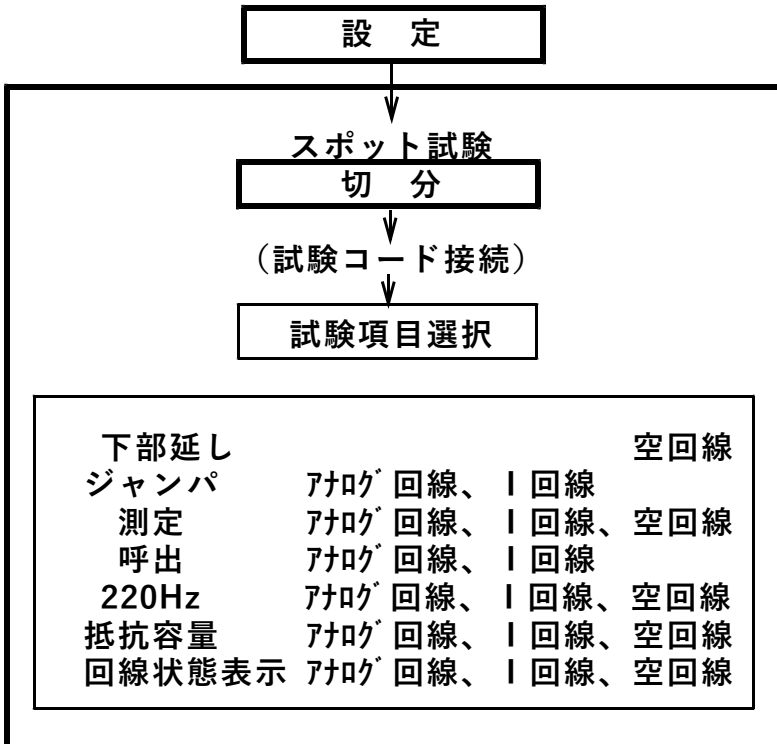 設　定
スポット試験
切　分
(試験コード接続)
試験項目選択
下部延し　空回線
ジャンパ　ｱﾅﾛｸﾞ回線、I回線
測定　ｱﾅﾛｸﾞ回線、I回線、空回線
呼出　ｱﾅﾛｸﾞ回線、I回線
220Hz　ｱﾅﾛｸﾞ回線、I回線、空回線
抵抗容量　ｱﾅﾛｸﾞ回線、I回線、空回線
回線状態表示　ｱﾅﾛｸﾞ回線、I回線、空回線